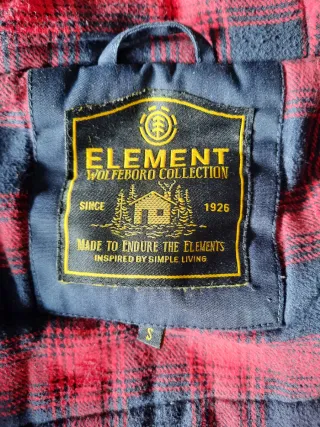 ELEMENT
WOLFEBORO COLLECTION
SINCE 1926
MADE TO ENDURE THE ELEMENTS
INSPIRED BY SIMPLE LIVING
S